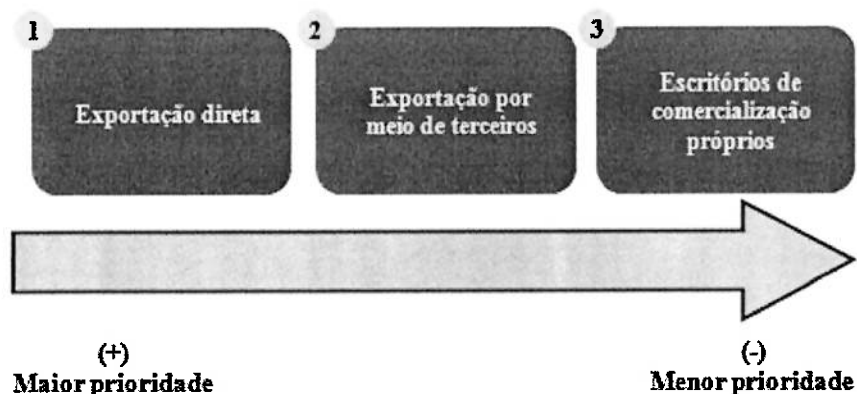 1
Exportação direta
2
Exportação por
meio de terceiros
3
Escritórios de
comercialização
próprios
(+)
Maior prioridade
(-)
Menor prioridade